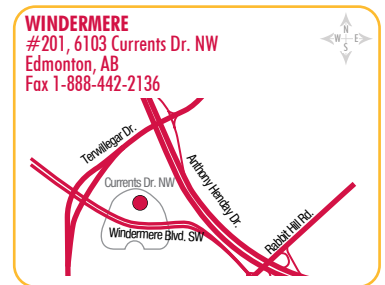 WINDERMERE
#201, 6103 Currents Dr. NW
Edmonton, AB
Fax 1-888-442-2136
N
W E
S
Terwillegar Dr.
Anthony Henday Dr.
Currents Dr. NW
Windermere Blvd. SW
Rabbit Hill Rd.